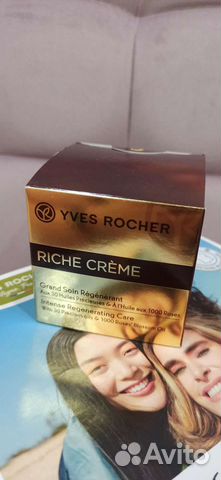 YR
YVES ROCHER
RICHE CRÈME
Grand Soin Régénérant
Aux 30 Huiles Précieuses & À l'Huile aux 1000 Roses
Intense Regenerating Care
With 30 Precious oils & 1000 Roses' Blossom Oil
Avito